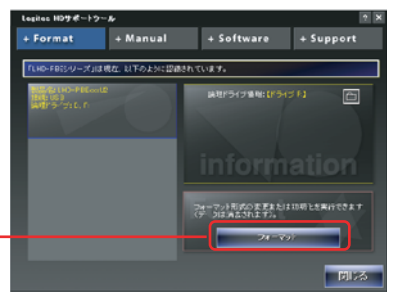 Logitec HDサポートツール
? ×
+ Format + Manual + Software + Support
「LHD-PBEシリーズ」は現在、以下のように認識されています。
論理ドライブ情報:[ドライブ F:]
information
フォーマット形式の変更または初期化を実行できます
(データは消去されます)。
フォーマット
閉じる